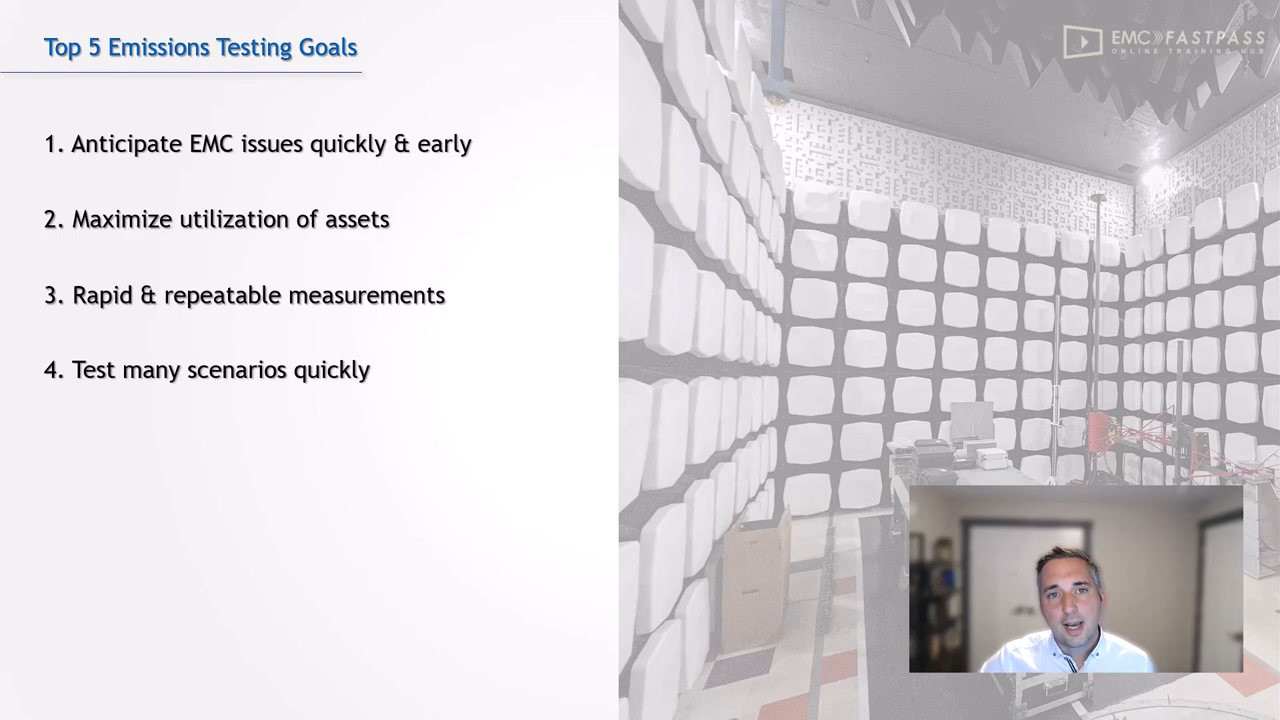 Top 5 Emissions Testing Goals
EMC FASTPASS
ONLINE TRAINING HUB
1. Anticipate EMC issues quickly & early
2. Maximize utilization of assets
3. Rapid & repeatable measurements
4. Test many scenarios quickly